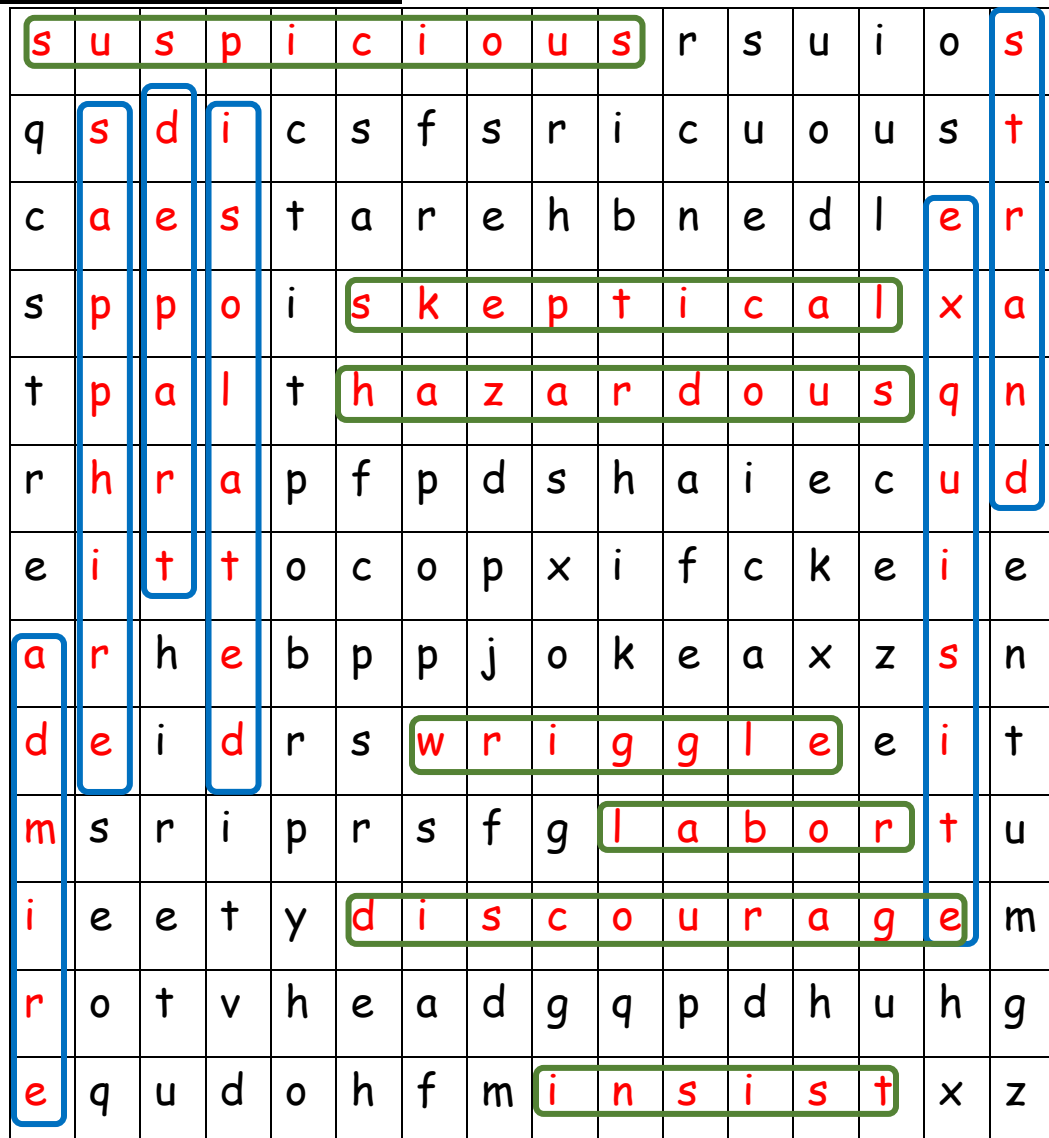 s u s p i c i o u s r s u i o s
q s d i c s f s r i c u o u s t
c a e s t a r e h b n e d l e r
s p p o i s k e p t i c a l x a
t p a l t h a z a r d o u s q n
r h r a p f p d s h a i e c u d
e i t t o c o p x i f c k e i e
a r h e b p p j o k e a x z s n
d e i d r s w r i g g l e e i t
m s r i p r s f g l a b o r t u
i e e t y d i s c o u r a g e m
r o t v h e a d g q p d h u h g
e q u d o h f m i n s i s t x z